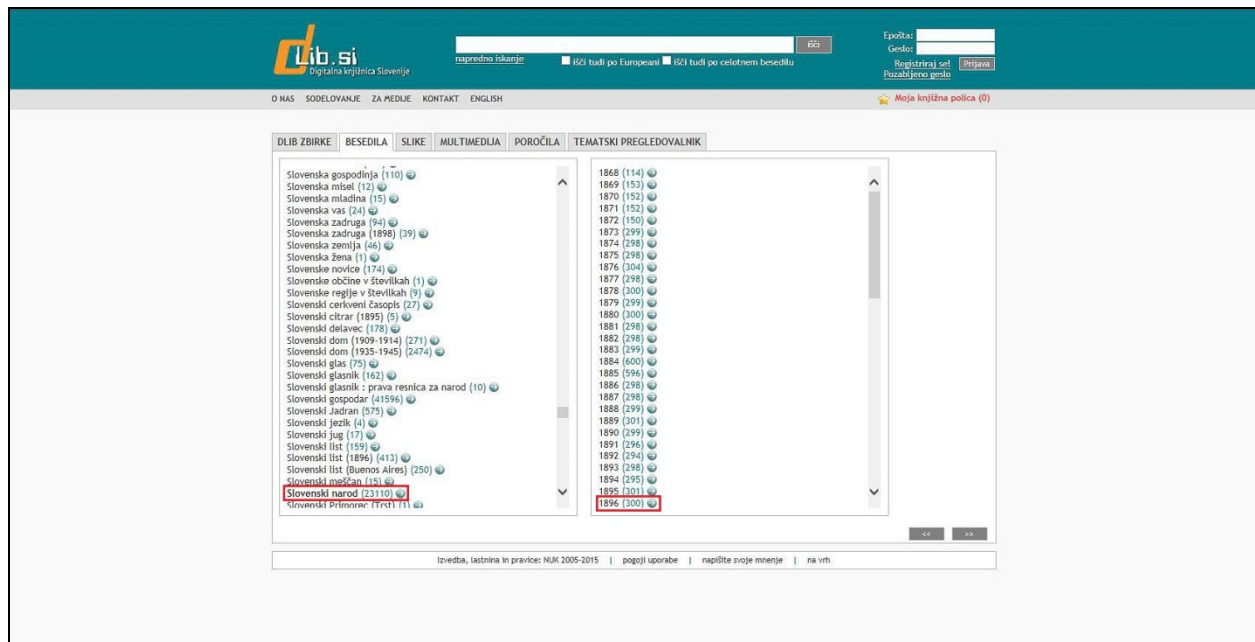 dLib.si
Digitalna knjižnica Slovenije
išči
napredno iskanje
išči tudi po Europeani išči tudi po celotnem besedilu
Epošta:
Geslo:
Registriraj se! Prijava
Pozabljeno geslo
O NAS SODELOVANJE ZA MEDIJE KONTAKT ENGLISH
Moja knjižna polica (0)
DLIB ZBIRKE BESEDILA SLIKE MULTIMEDIJA POROČILA TEMATSKI PREGLEDOVALNIK
Slovenska gospodinja (110)
Slovenska misel (12)
Slovenska mladina (15)
Slovenska vas (24)
Slovenska zadruga (94)
Slovenska zadruga (1898) (39)
Slovenska zemlja (46)
Slovenska žena (1)
Slovenske novice (174)
Slovenske občine v številkah (1)
Slovenske regije v številkah (9)
Slovenski cerkveni časopis (27)
Slovenski citrar (1895) (5)
Slovenski delavec (178)
Slovenski dom (1909-1914) (271)
Slovenski dom (1935-1945) (2474)
Slovenski glas (75)
Slovenski glasnik (162)
Slovenski glasnik : prava resnica za narod (10)
Slovenski gospodar (41596)
Slovenski Jadran (575)
Slovenski jezik (4)
Slovenski jug (17)
Slovenski list (159)
Slovenski list (1896) (413)
Slovenski list (Buenos Aires) (250)
Slovenski meščan (15)
Slovenski narod (23110)
Slovenski Primorec (Trst) (1)
1868 (114)
1869 (153)
1870 (152)
1871 (152)
1872 (150)
1873 (299)
1874 (298)
1875 (298)
1876 (304)
1877 (298)
1878 (300)
1879 (299)
1880 (300)
1881 (298)
1882 (298)
1883 (299)
1884 (600)
1885 (596)
1886 (298)
1887 (298)
1888 (299)
1889 (301)
1890 (299)
1891 (296)
1892 (294)
1893 (298)
1894 (295)
1895 (301)
1896 (300)
<< >>
Izvedba, lastnina in pravice: NUK 2005-2015 | pogoji uporabe | napišite svoje mnenje | na vrh